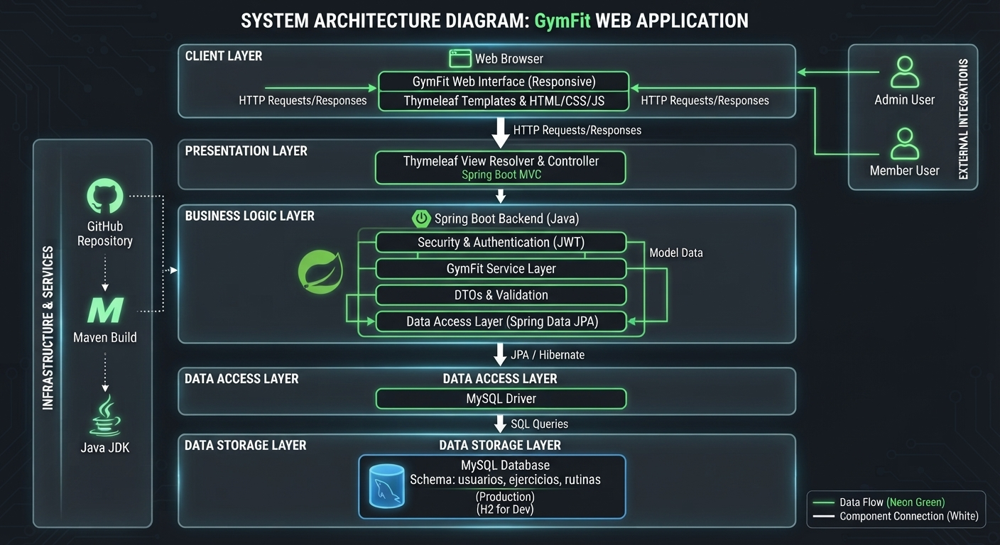 SYSTEM ARCHITECTURE DIAGRAM: GymFit WEB APPLICATION
CLIENT LAYER
Web Browser
GymFit Web Interface (Responsive)
Thymeleaf Templates & HTML/CSS/JS
HTTP Requests/Responses
HTTP Requests/Responses
HTTP Requests/Responses
Admin User
Member User
EXTERNAL INTEGRATIONS
PRESENTATION LAYER
Thymeleaf View Resolver & Controller
Spring Boot MVC
BUSINESS LOGIC LAYER
Spring Boot Backend (Java)
Security & Authentication (JWT)
Model Data
GymFit Service Layer
DTOs & Validation
Data Access Layer (Spring Data JPA)
JPA / Hibernate
DATA ACCESS LAYER
DATA ACCESS LAYER
MySQL Driver
SQL Queries
DATA STORAGE LAYER
DATA STORAGE LAYER
MySQL Database
Schema: usuarios, ejercicios, rutinas
(Production)
(H2 for Dev)
INFRASTRUCTURE & SERVICES
GitHub
Repository
M
Maven Build
Java JDK
Data Flow (Neon Green)
Component Connection (White)